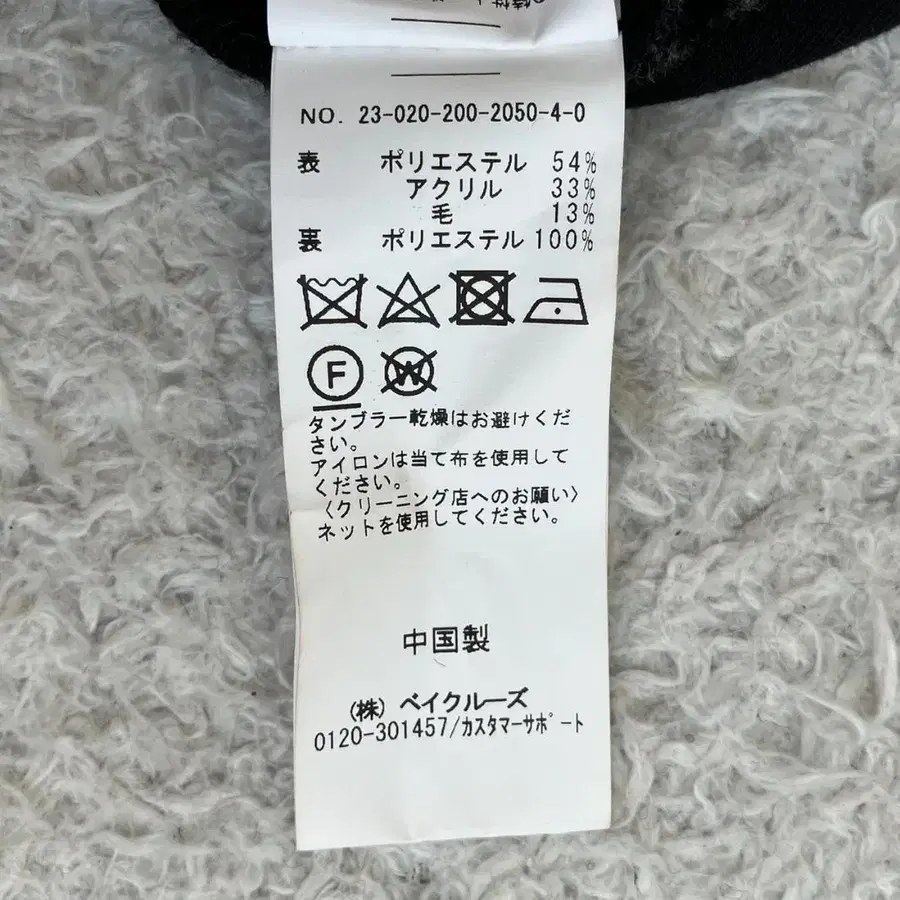 NO. 23-020-200-2050-4-0
表 ポリエステル 54%
アクリル 33%
毛 13%
裏 ポリエステル 100%
F
W
タンブラー乾燥はお避けくだ
さい。
アイロンは当て布を使用して
ください。
〈クリーニング店へのお願い〉
ネットを使用してください。
中国製
(株) ベイクルーズ
0120-301457/カスタマーサポート